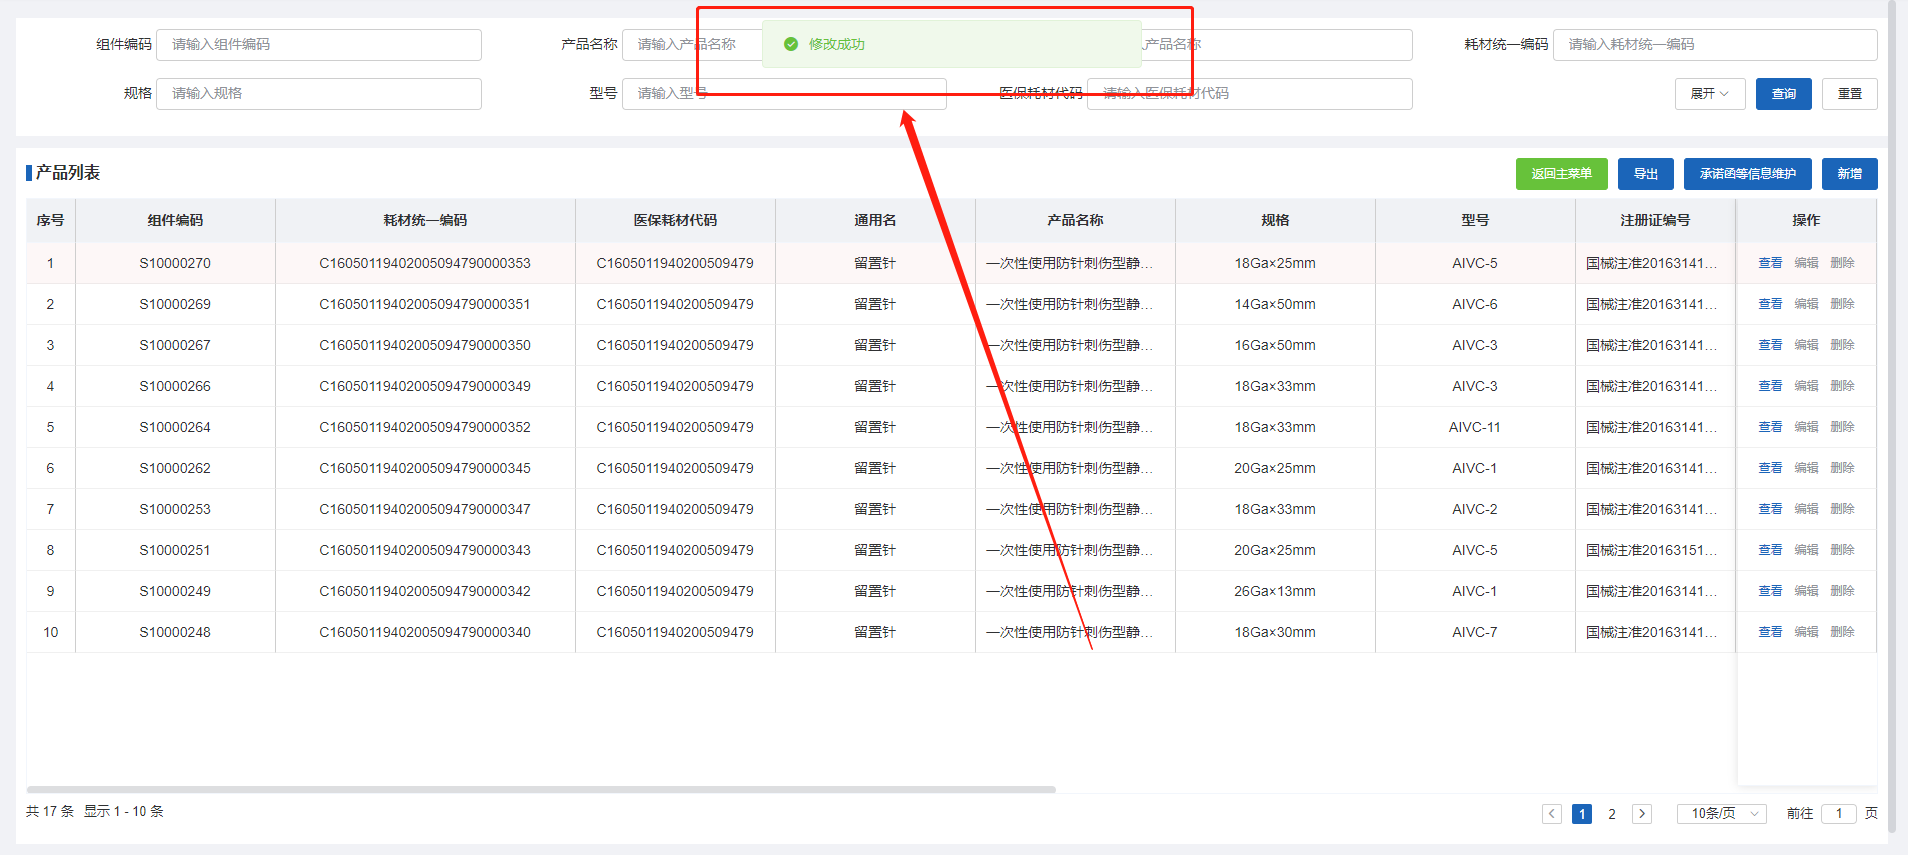 组件编码 请输入组件编码 产品名称 请输入产品名称 修改成功 产品名称 耗材统一编码 请输入耗材统一编码
规格 请输入规格 型号 请输入型号 医保耗材代码 请输入医保耗材代码 展开 查询 重置
产品列表 返回主菜单 导出 承诺函等信息维护 新增
序号 组件编码 耗材统一编码 医保耗材代码 通用名 产品名称 规格 型号 注册证编号 操作
1 S10000270 C16050119402005094790000353 C1605011940200509479 留置针 一次性使用防针刺伤型静... 18Ga×25mm AIVC-5 国械注准20163141... 查看 编辑 删除
2 S10000269 C16050119402005094790000351 C1605011940200509479 留置针 一次性使用防针刺伤型静... 14Ga×50mm AIVC-6 国械注准20163141... 查看 编辑 删除
3 S10000267 C16050119402005094790000350 C1605011940200509479 留置针 一次性使用防针刺伤型静... 16Ga×50mm AIVC-3 国械注准20163141... 查看 编辑 删除
4 S10000266 C16050119402005094790000349 C1605011940200509479 留置针 一次性使用防针刺伤型静... 18Ga×33mm AIVC-3 国械注准20163141... 查看 编辑 删除
5 S10000264 C16050119402005094790000352 C1605011940200509479 留置针 一次性使用防针刺伤型静... 18Ga×33mm AIVC-11 国械注准20163141... 查看 编辑 删除
6 S10000262 C16050119402005094790000345 C1605011940200509479 留置针 一次性使用防针刺伤型静... 20Ga×25mm AIVC-1 国械注准20163141... 查看 编辑 删除
7 S10000253 C16050119402005094790000347 C1605011940200509479 留置针 一次性使用防针刺伤型静... 18Ga×33mm AIVC-2 国械注准20163141... 查看 编辑 删除
8 S10000251 C16050119402005094790000343 C1605011940200509479 留置针 一次性使用防针刺伤型静... 20Ga×25mm AIVC-5 国械注准20163151... 查看 编辑 删除
9 S10000249 C16050119402005094790000342 C1605011940200509479 留置针 一次性使用防针刺伤型静... 26Ga×13mm AIVC-1 国械注准20163141... 查看 编辑 删除
10 S10000248 C16050119402005094790000340 C1605011940200509479 留置针 一次性使用防针刺伤型静... 18Ga×30mm AIVC-7 国械注准20163141... 查看 编辑 删除
共 17 条 显示 1 - 10 条 1 2 10条/页 前往 1 页